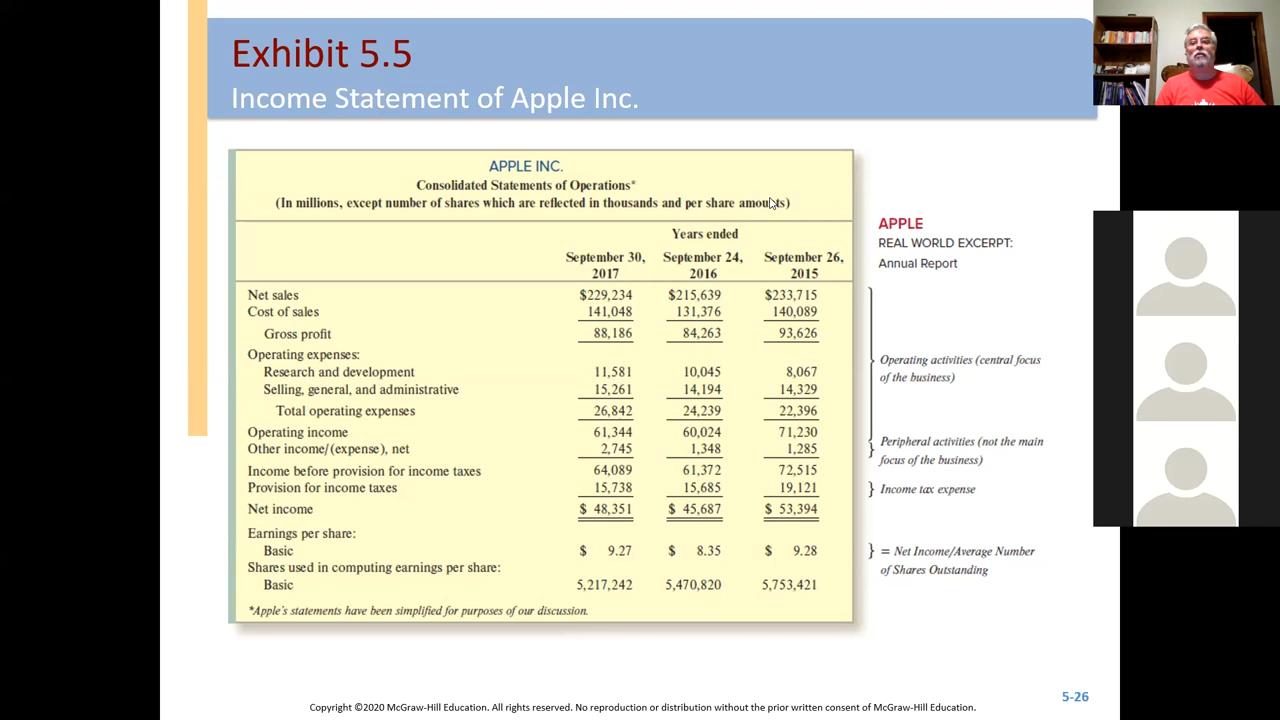 Exhibit 5.5
Income Statement of Apple Inc.
APPLE INC.
Consolidated Statements of Operations*
(In millions, except number of shares which are reflected in thousands and per share amounts)
Years ended
September 30, September 24, September 26,
2017 2016 2015
Net sales $229,234 $215,639 $233,715
Cost of sales 141,048 131,376 140,089
Gross profit 88,186 84,263 93,626
Operating expenses:
Research and development 11,581 10,045 8,067
Selling, general, and administrative 15,261 14,194 14,329
Total operating expenses 26,842 24,239 22,396
Operating income 61,344 60,024 71,230
Other income/(expense), net 2,745 1,348 1,285
Income before provision for income taxes 64,089 61,372 72,515
Provision for income taxes 15,738 15,685 19,121
Net income $ 48,351 $ 45,687 $ 53,394
Earnings per share:
Basic $ 9.27 $ 8.35 $ 9.28
Shares used in computing earnings per share:
Basic 5,217,242 5,470,820 5,753,421
*Apple's statements have been simplified for purposes of our discussion.
APPLE
REAL WORLD EXCERPT:
Annual Report
Operating activities (central focus
of the business)
Peripheral activities (not the main
focus of the business)
} Income tax expense
} = Net Income/Average Number
of Shares Outstanding
5-26
Copyright ©2020 McGraw-Hill Education. All rights reserved. No reproduction or distribution without the prior written consent of McGraw-Hill Education.